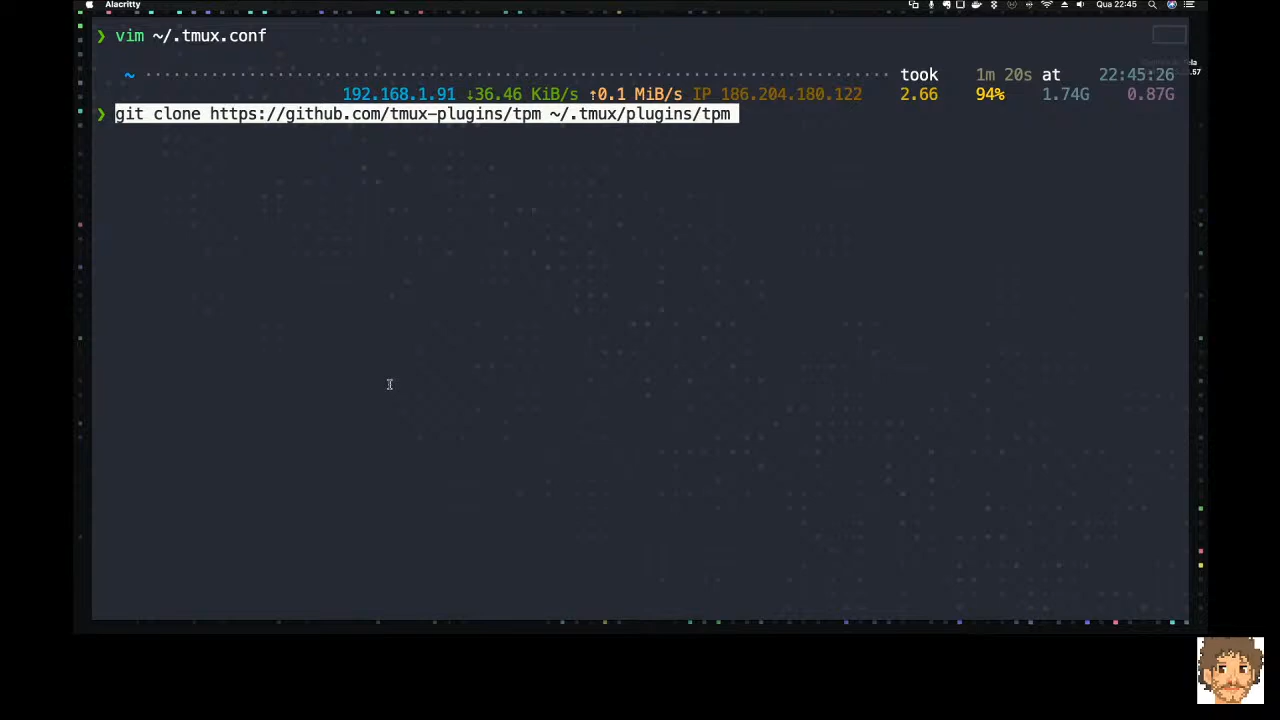 Alacritty
Qua 22:45
❯ vim ~/.tmux.conf
~ took 1m 20s at 22:45:26
192.168.1.91 ↓36.46 KiB/s ↑0.1 MiB/s IP 186.204.180.122 2.66 94% 1.74G 0.87G
❯ git clone https://github.com/tmux-plugins/tpm ~/.tmux/plugins/tpm